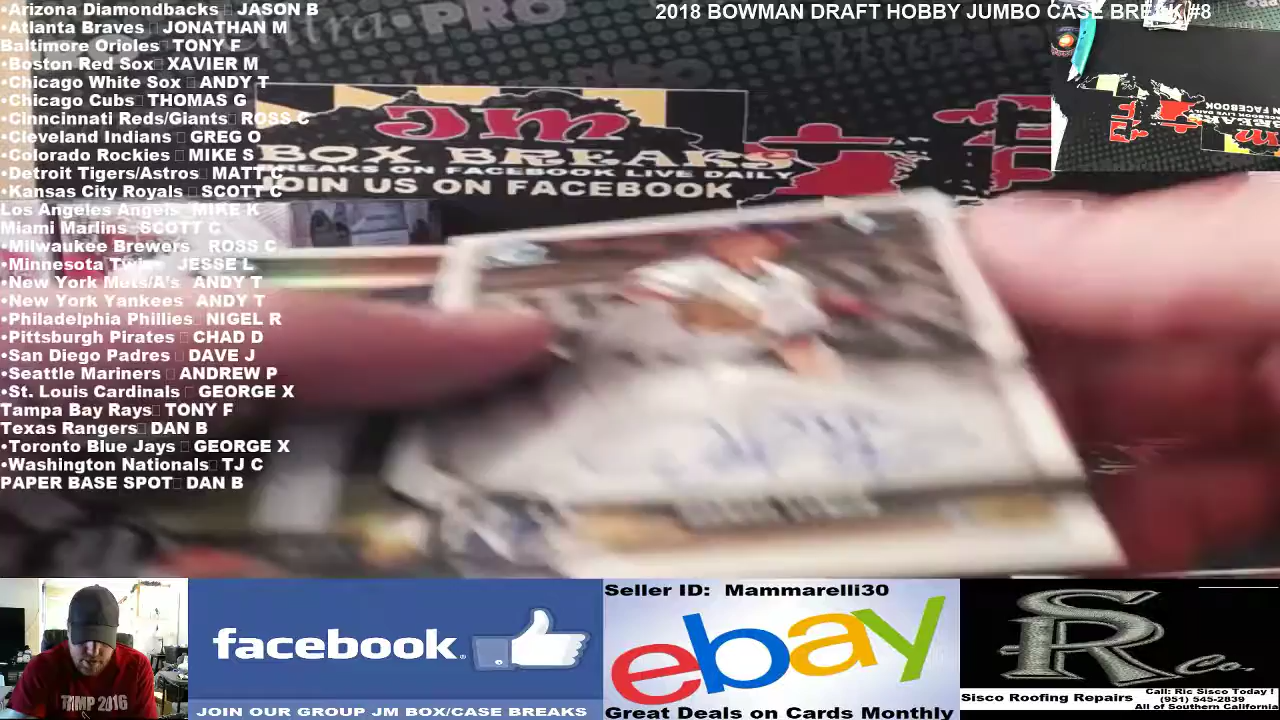 2018 BOWMAN DRAFT HOBBY JUMBO CASE BREAK #8
•Arizona Diamondbacks JASON B
•Atlanta Braves JONATHAN M
Baltimore Orioles TONY F
•Boston Red Sox XAVIER M
•Chicago White Sox ANDY T
•Chicago Cubs THOMAS G
•Cinncinnati Reds/Giants ROSS C
•Cleveland Indians GREG O
•Colorado Rockies MIKE S
•Detroit Tigers/Astros MATT C
•Kansas City Royals SCOTT C
Los Angeles Angels MIKE K
Miami Marlins SCOTT C
•Milwaukee Brewers ROSS C
•Minnesota Twins JESSE L
•New York Mets/A's ANDY T
•New York Yankees ANDY T
•Philadelphia Phillies NIGEL R
•Pittsburgh Pirates CHAD D
•San Diego Padres DAVE J
•Seattle Mariners ANDREW P
•St. Louis Cardinals GEORGE X
Tampa Bay Rays TONY F
Texas Rangers DAN B
•Toronto Blue Jays GEORGE X
•Washington Nationals TJ C
PAPER BASE SPOT DAN B
PRO
JM
BOX BREAKS
BREAKS ON FACEBOOK LIVE DAILY
JOIN US ON FACEBOOK
TRMP 2016
facebook
JOIN OUR GROUP JM BOX/CASE BREAKS
Seller ID: Mammarelli30
ebay
Great Deals on Cards Monthly
SR Co.
Sisco Roofing Repairs
Call: Ric Sisco Today !
(951) 545-2839
All of Southern California